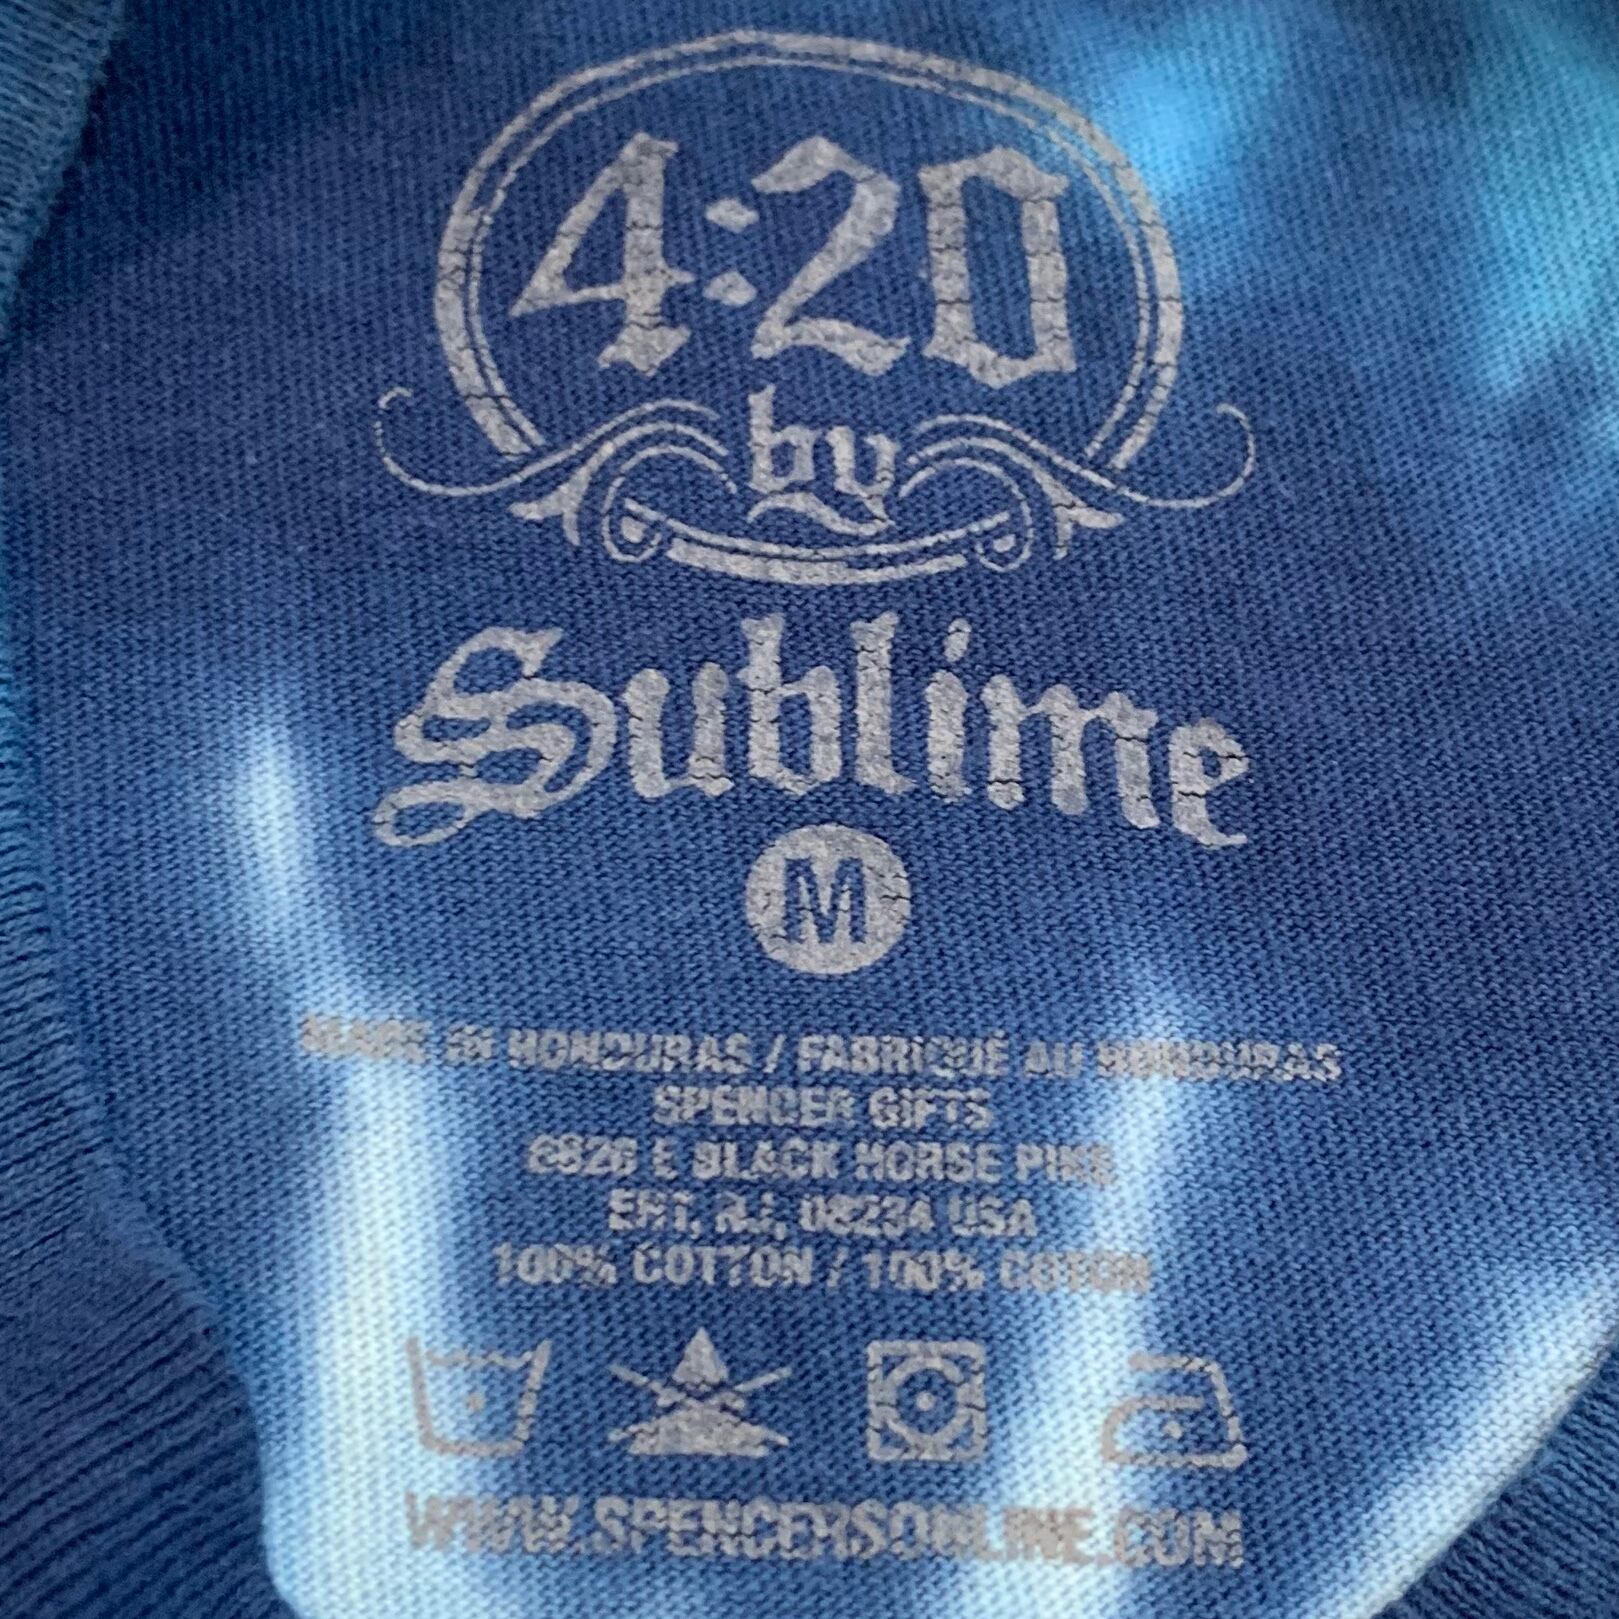 4:20
by
Sublime
M
MADE IN HONDURAS / FABRIQUÉ AU HONDURAS
SPENCER GIFTS
6826 E BLACK HORSE PIKE
EHT, NJ, 08234 USA
100% COTTON / 100% COTON
WWW.SPENCERSONLINE.COM